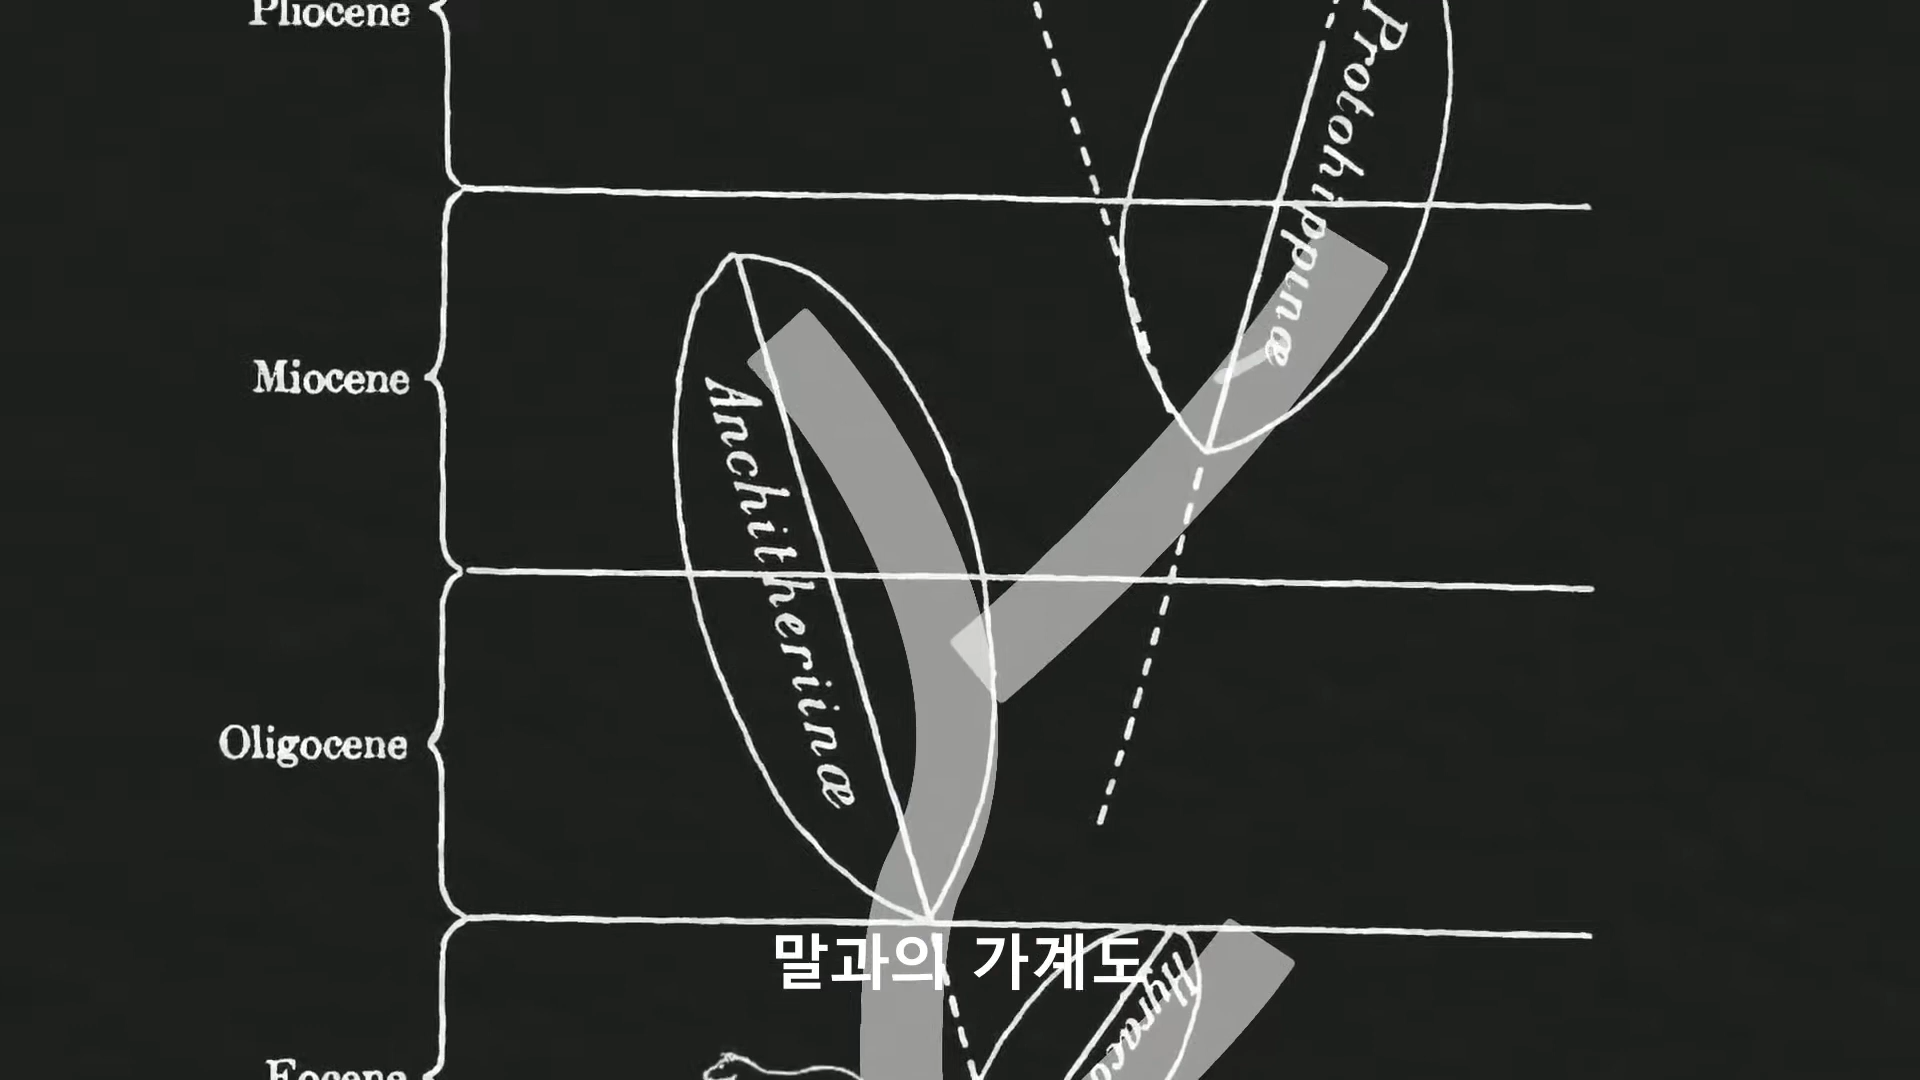 Pliocene
Protohippinæ
Miocene
Anchitheriinæ
Oligocene
말과의 가계도
Eocene